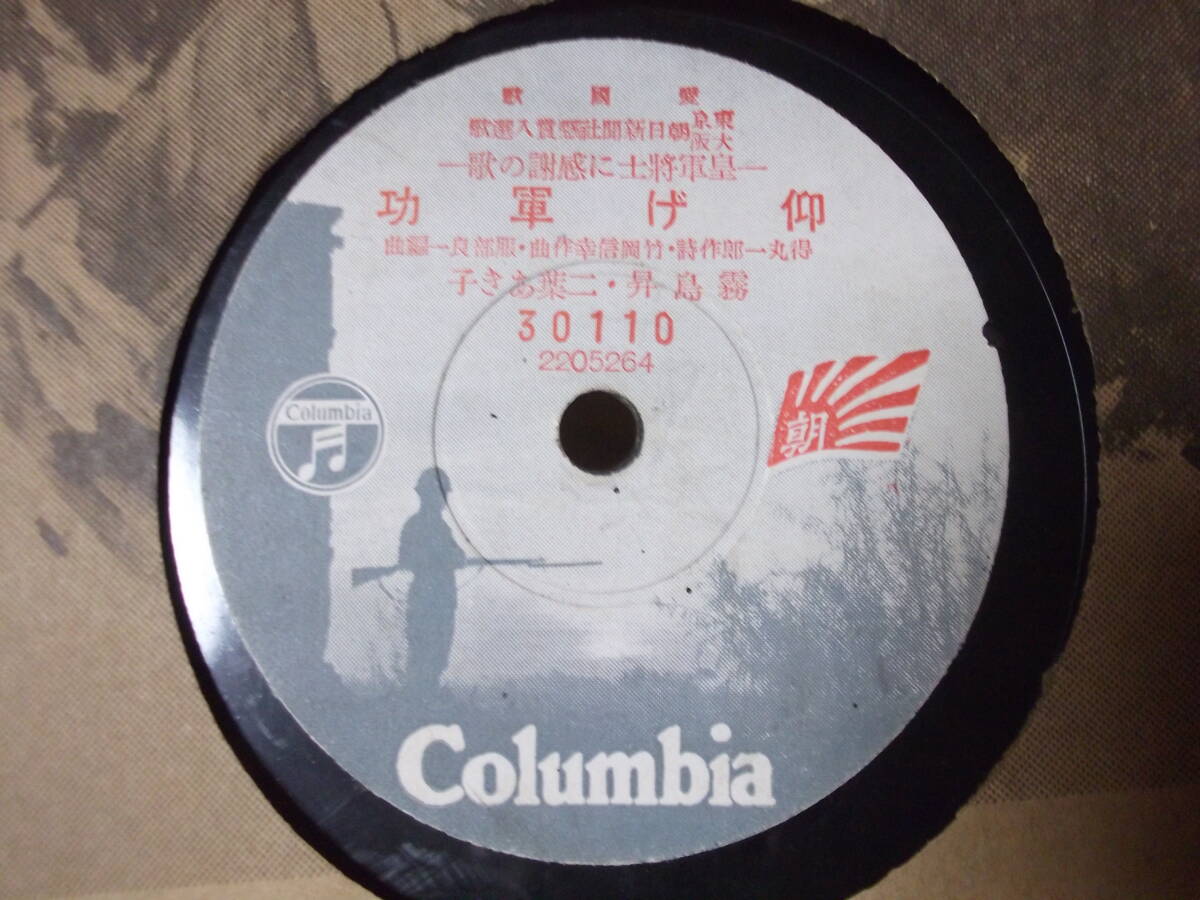 愛國歌
東京大阪朝日新聞社懸賞入選歌
—皇軍將士に感謝の歌—
仰げ軍功
得丸一郎作詩・竹岡信幸作曲・服部良一編曲
霧島昇・二葉あき子
30110
2205264
朝
Columbia
Columbia